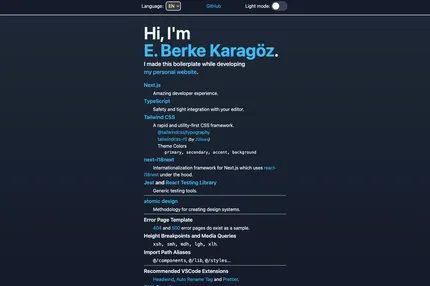 Language: EN GitHub Light mode:
Hi, I'm
E. Berke Karagöz.
I made this boilerplate while developing
my personal website.
Next.js
Amazing developer experience.
TypeScript
Safety and tight integration with your editor.
Tailwind CSS
A rapid and utility-first CSS framework.
@tailwindcss/typography
tailwindcss-rtl (by 20lives)
Theme Colors
primary, secondary, accent, background
next-i18next
Internationalization framework for Next.js which uses react-
i18next under the hood.
Jest and React Testing Library
Generic testing tools.
atomic design
Methodology for creating design systems.
Error Page Template
404 and 500 error pages do exist as a sample.
Height Breakpoints and Media Queries
xsh, smh, mdh, lgh, xlh
Import Path Aliases
@/components, @/lib, @/styles...
Recommended VSCode Extensions
Headwind, Auto Rename Tag and Prettier.